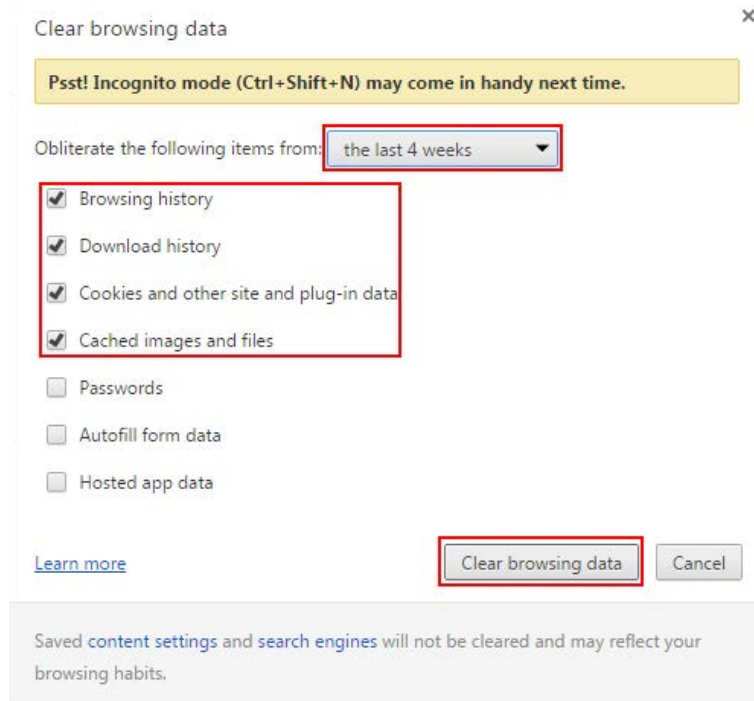 Clear browsing data
Psst! Incognito mode (Ctrl+Shift+N) may come in handy next time.
Obliterate the following items from: the last 4 weeks
Browsing history
Download history
Cookies and other site and plug-in data
Cached images and files
Passwords
Autofill form data
Hosted app data
Learn more Clear browsing data Cancel
Saved content settings and search engines will not be cleared and may reflect your
browsing habits.